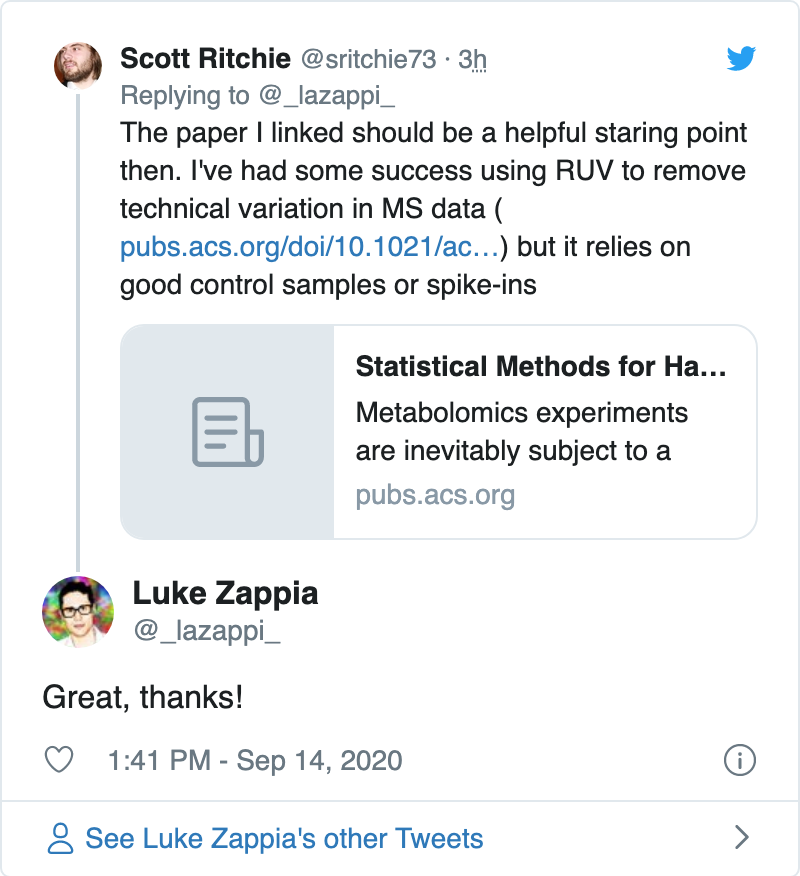 Scott Ritchie @sritchie73 · 3h
Replying to @_lazappi_
The paper I linked should be a helpful staring point
then. I've had some success using RUV to remove
technical variation in MS data (
pubs.acs.org/doi/10.1021/ac…) but it relies on
good control samples or spike-ins
Statistical Methods for Ha…
Metabolomics experiments
are inevitably subject to a
pubs.acs.org
Luke Zappia
@_lazappi_
Great, thanks!
1:41 PM - Sep 14, 2020
See Luke Zappia's other Tweets